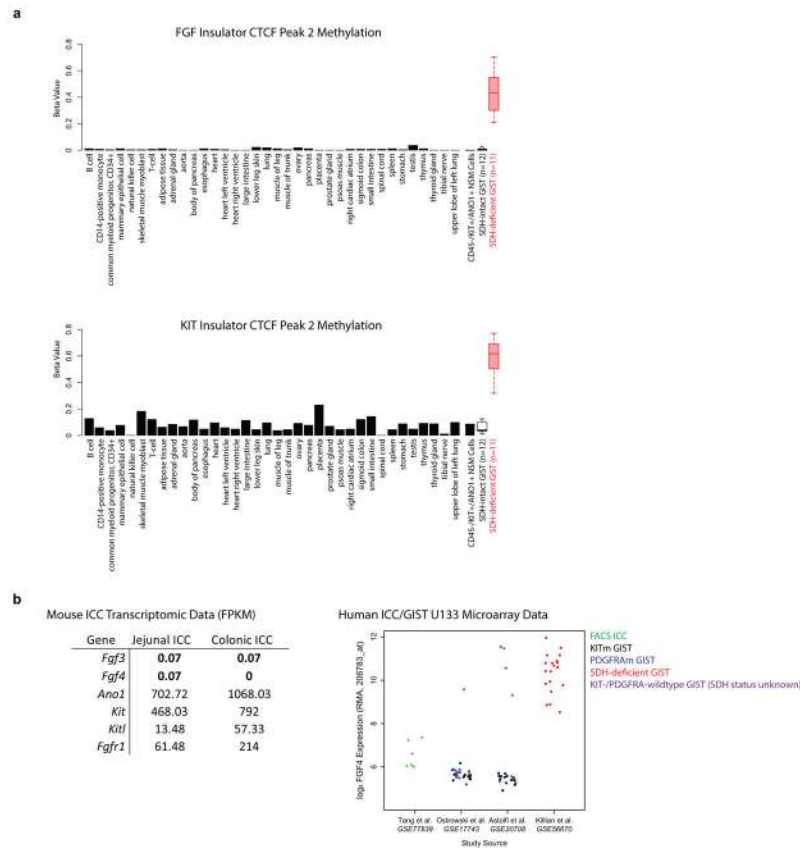 a
FGF Insulator CTCF Peak 2 Methylation
Beta Value
0.8
0.6
0.4
0.2
0
B cell
CD14-positive monocyte
common myeloid progenitor, CD34+
mammary epithelial cell
natural killer cell
skeletal muscle myoblast
T-cell
adipose tissue
adrenal gland
aorta
body of pancreas
esophagus
heart
heart left ventricle
heart right ventricle
large intestine
lower leg skin
lung
muscle of leg
muscle of trunk
ovary
pancreas
placenta
prostate gland
psoas muscle
right cardiac atrium
sigmoid colon
small intestine
spinal cord
spleen
stomach
testis
thymus
thyroid gland
tibial nerve
upper lobe of left lung
CD45-/KIT+/ANO1+ NSM Cells
SDH-intact GIST (n=12)
SDH-deficient GIST (n=11)
KIT Insulator CTCF Peak 2 Methylation
Beta Value
0.8
0.6
0.4
0.2
0
B cell
CD14-positive monocyte
common myeloid progenitor, CD34+
mammary epithelial cell
natural killer cell
skeletal muscle myoblast
T-cell
adipose tissue
adrenal gland
aorta
body of pancreas
esophagus
heart
heart left ventricle
heart right ventricle
large intestine
lower leg skin
lung
muscle of leg
muscle of trunk
ovary
pancreas
placenta
prostate gland
psoas muscle
right cardiac atrium
sigmoid colon
small intestine
spinal cord
spleen
stomach
testis
thymus
thyroid gland
tibial nerve
upper lobe of left lung
CD45-/KIT+/ANO1+ NSM Cells
SDH-intact GIST (n=12)
SDH-deficient GIST (n=11)
b
Mouse ICC Transcriptomic Data (FPKM)
Gene Jejunal ICC Colonic ICC
Fgf3 0.07 0.07
Fgf4 0.07 0
Ano1 702.72 1068.03
Kit 468.03 792
Kitl 13.48 57.33
Fgfr1 61.48 214
Human ICC/GIST U133 Microarray Data
log₂ FGF4 Expression (RMA, 206783_at)
12
10
8
6
Tang et al. Ostrowski et al. Astolfi et al. Killian et al.
GSE77839 GSE17743 GSE20708 GSE56670
Study Source
FACS ICC
KITm GIST
PDGFRAm GIST
SDH-deficient GIST
KIT-/PDGFRA-wildtype GIST (SDH status unknown)